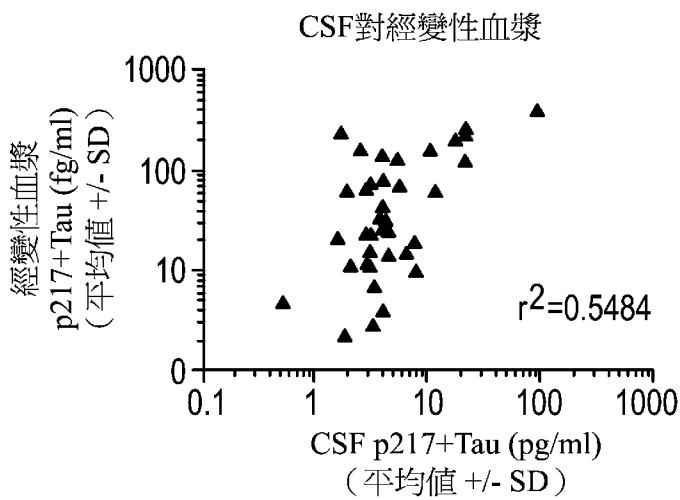 CSF對經變性血漿
經變性血漿
p217+Tau (fg/ml)
（平均值 +/- SD）
1000
100
10
0
0.1
1
10
100
1000
r2=0.5484
CSF p217+Tau (pg/ml)
（平均值 +/- SD）